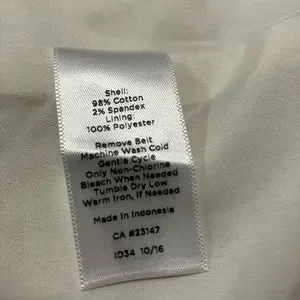 Shell:
98% Cotton
2% Spandex
Lining:
100% Polyester
Remove Belt
Machine Wash Cold
Gentle Cycle
Only Non-Chlorine
Bleach When Needed
Tumble Dry Low
Warm Iron, If Needed
Made in Indonesia
CA #23147
ID34 10/16